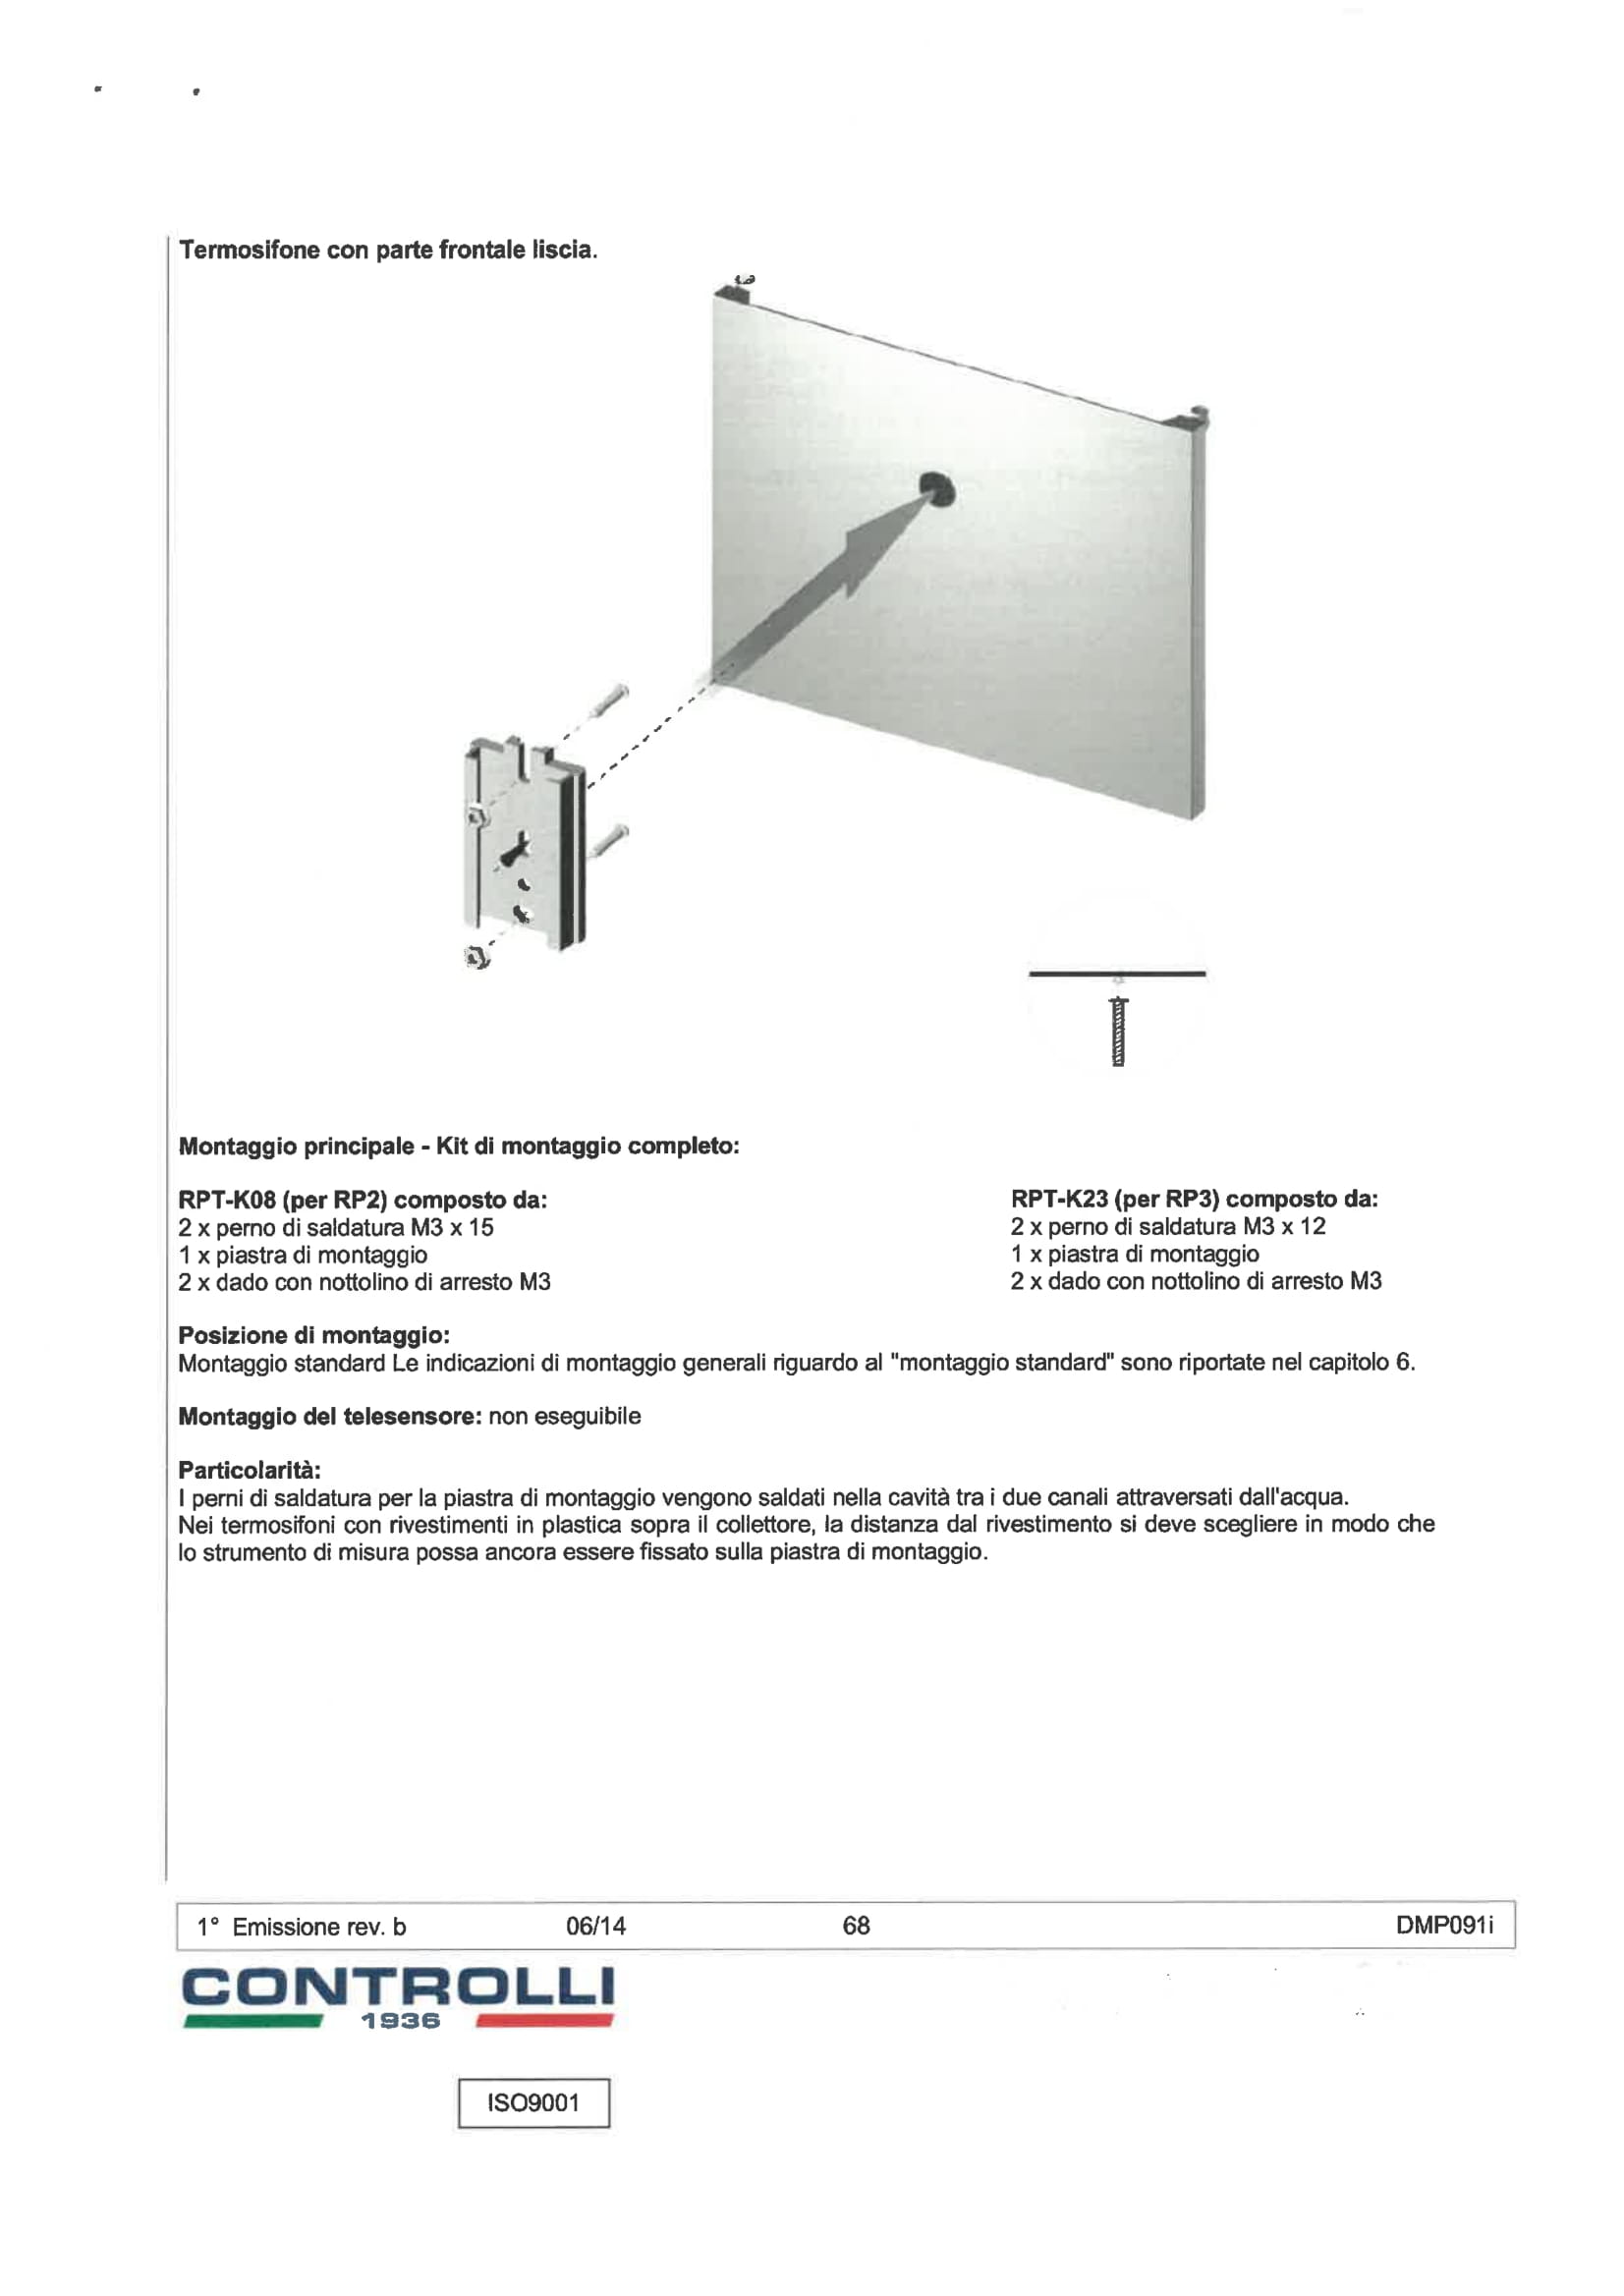 Termosifone con parte frontale liscia.
Montaggio principale - Kit di montaggio completo:
RPT-K08 (per RP2) composto da:
2 x perno di saldatura M3 x 15
1 x piastra di montaggio
2 x dado con nottolino di arresto M3
RPT-K23 (per RP3) composto da:
2 x perno di saldatura M3 x 12
1 x piastra di montaggio
2 x dado con nottolino di arresto M3
Posizione di montaggio:
Montaggio standard Le indicazioni di montaggio generali riguardo al "montaggio standard" sono riportate nel capitolo 6.
Montaggio del telesensore: non eseguibile
Particolarità:
I perni di saldatura per la piastra di montaggio vengono saldati nella cavità tra i due canali attraversati dall'acqua.
Nei termosifoni con rivestimenti in plastica sopra il collettore, la distanza dal rivestimento si deve scegliere in modo che
lo strumento di misura possa ancora essere fissato sulla piastra di montaggio.
1° Emissione rev. b 06/14 68 DMP091i
CONTROLLI
1936
ISO9001